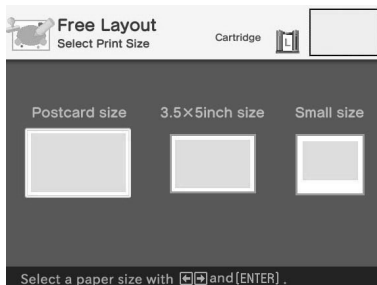 Free Layout
Select Print Size
Cartridge
L
Postcard size
3.5×5inch size
Small size
Select a paper size with ←→ and [ENTER] .